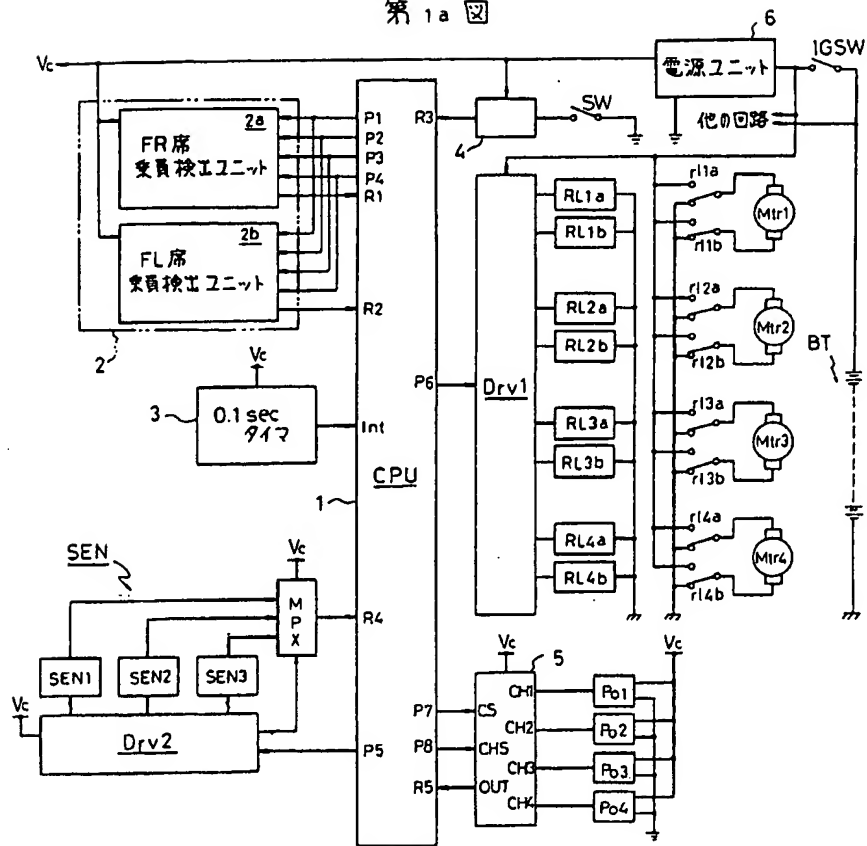 第1a図
6
IGSW
Vc
電源ユニット
他の回路
2a
FR席
乗員検出ユニット
2b
FL席
乗員検出ユニット
2
P1
P2
P3
P4
R1
R2
R3
4
SW
Vc
3
0.1sec
タイマ
Int
CPU
1
P6
Drv1
RL1a
RL1b
RL2a
RL2b
RL3a
RL3b
RL4a
RL4b
rl1a
rl1b
Mtr1
rl2a
rl2b
Mtr2
rl3a
rl3b
Mtr3
rl4a
rl4b
Mtr4
BT
SEN
Vc
MPX
R4
SEN1
SEN2
SEN3
Vc
Drv2
P5
P7
P8
R5
Vc
5
CS
CHS
OUT
CH1
CH2
CH3
CH4
Po1
Po2
Po3
Po4
Vc